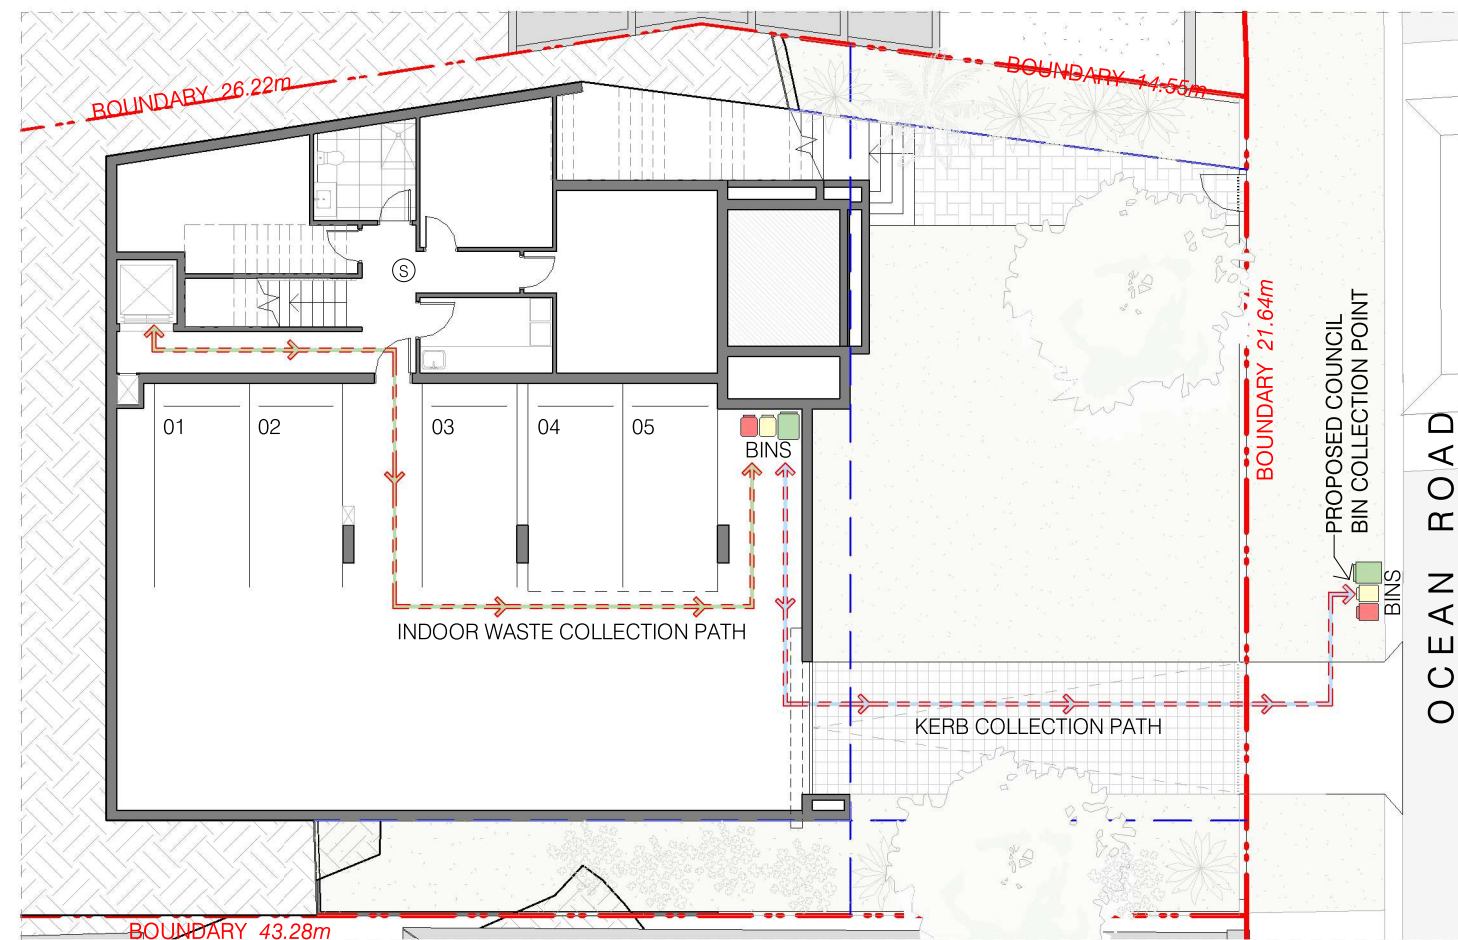 BOUNDARY 26.22m
BOUNDARY 14.55m
S
BOUNDARY 21.64m
PROPOSED COUNCIL
BIN COLLECTION POINT
01
02
03
04
05
BINS
OCEAN ROAD
BINS
INDOOR WASTE COLLECTION PATH
KERB COLLECTION PATH
BOUNDARY 43.28m